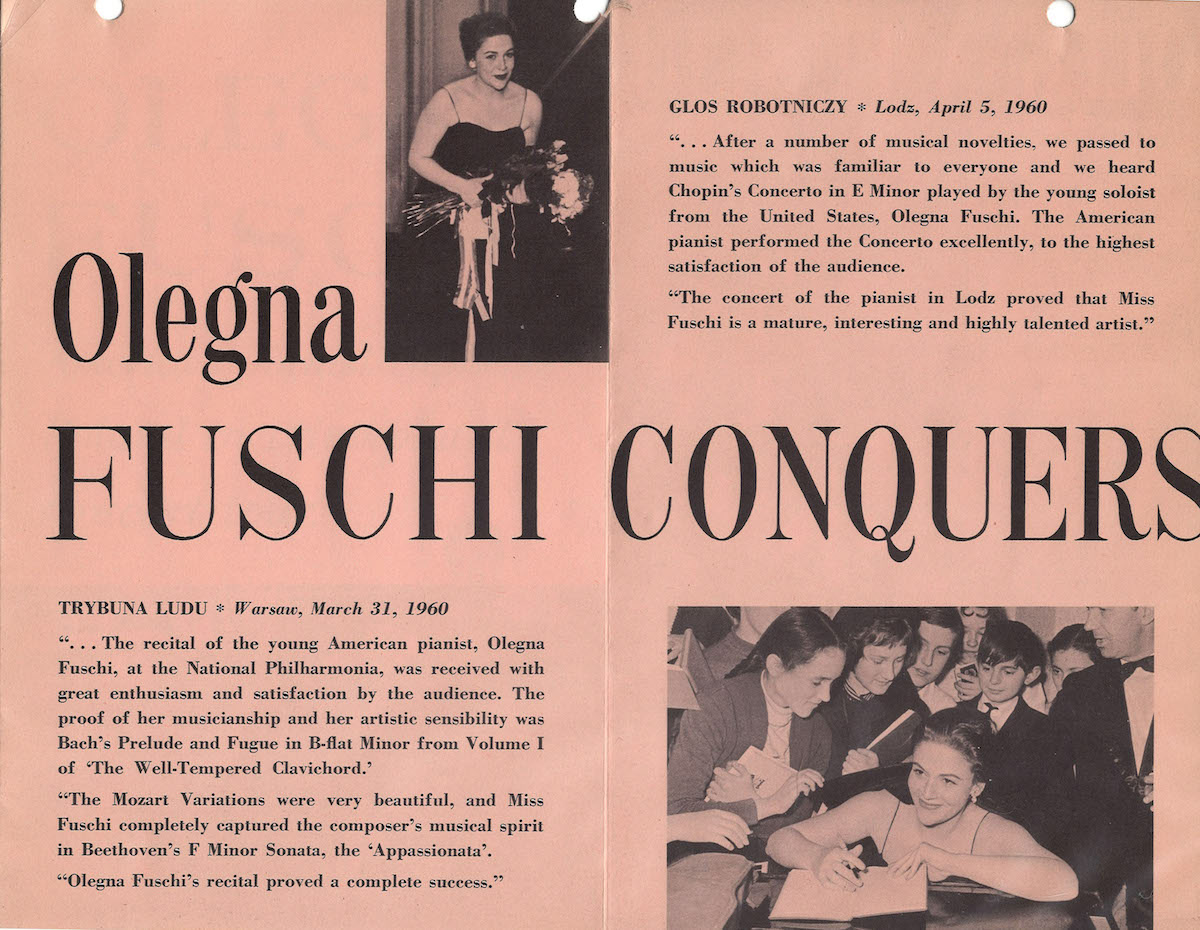 Olegna
FUSCHI CONQUERS
TRYBUNA LUDU * Warsaw, March 31, 1960
“. . . The recital of the young American pianist, Olegna
Fuschi, at the National Philharmonia, was received with
great enthusiasm and satisfaction by the audience. The
proof of her musicianship and her artistic sensibility was
Bach’s Prelude and Fugue in B-flat Minor from Volume I
of ‘The Well-Tempered Clavichord.’
“The Mozart Variations were very beautiful, and Miss
Fuschi completely captured the composer’s musical spirit
in Beethoven’s F Minor Sonata, the ‘Appassionata’.
“Olegna Fuschi’s recital proved a complete success.”
GLOS ROBOTNICZY * Lodz, April 5, 1960
“. . . After a number of musical novelties, we passed to
music which was familiar to everyone and we heard
Chopin’s Concerto in E Minor played by the young soloist
from the United States, Olegna Fuschi. The American
pianist performed the Concerto excellently, to the highest
satisfaction of the audience.
“The concert of the pianist in Lodz proved that Miss
Fuschi is a mature, interesting and highly talented artist.”